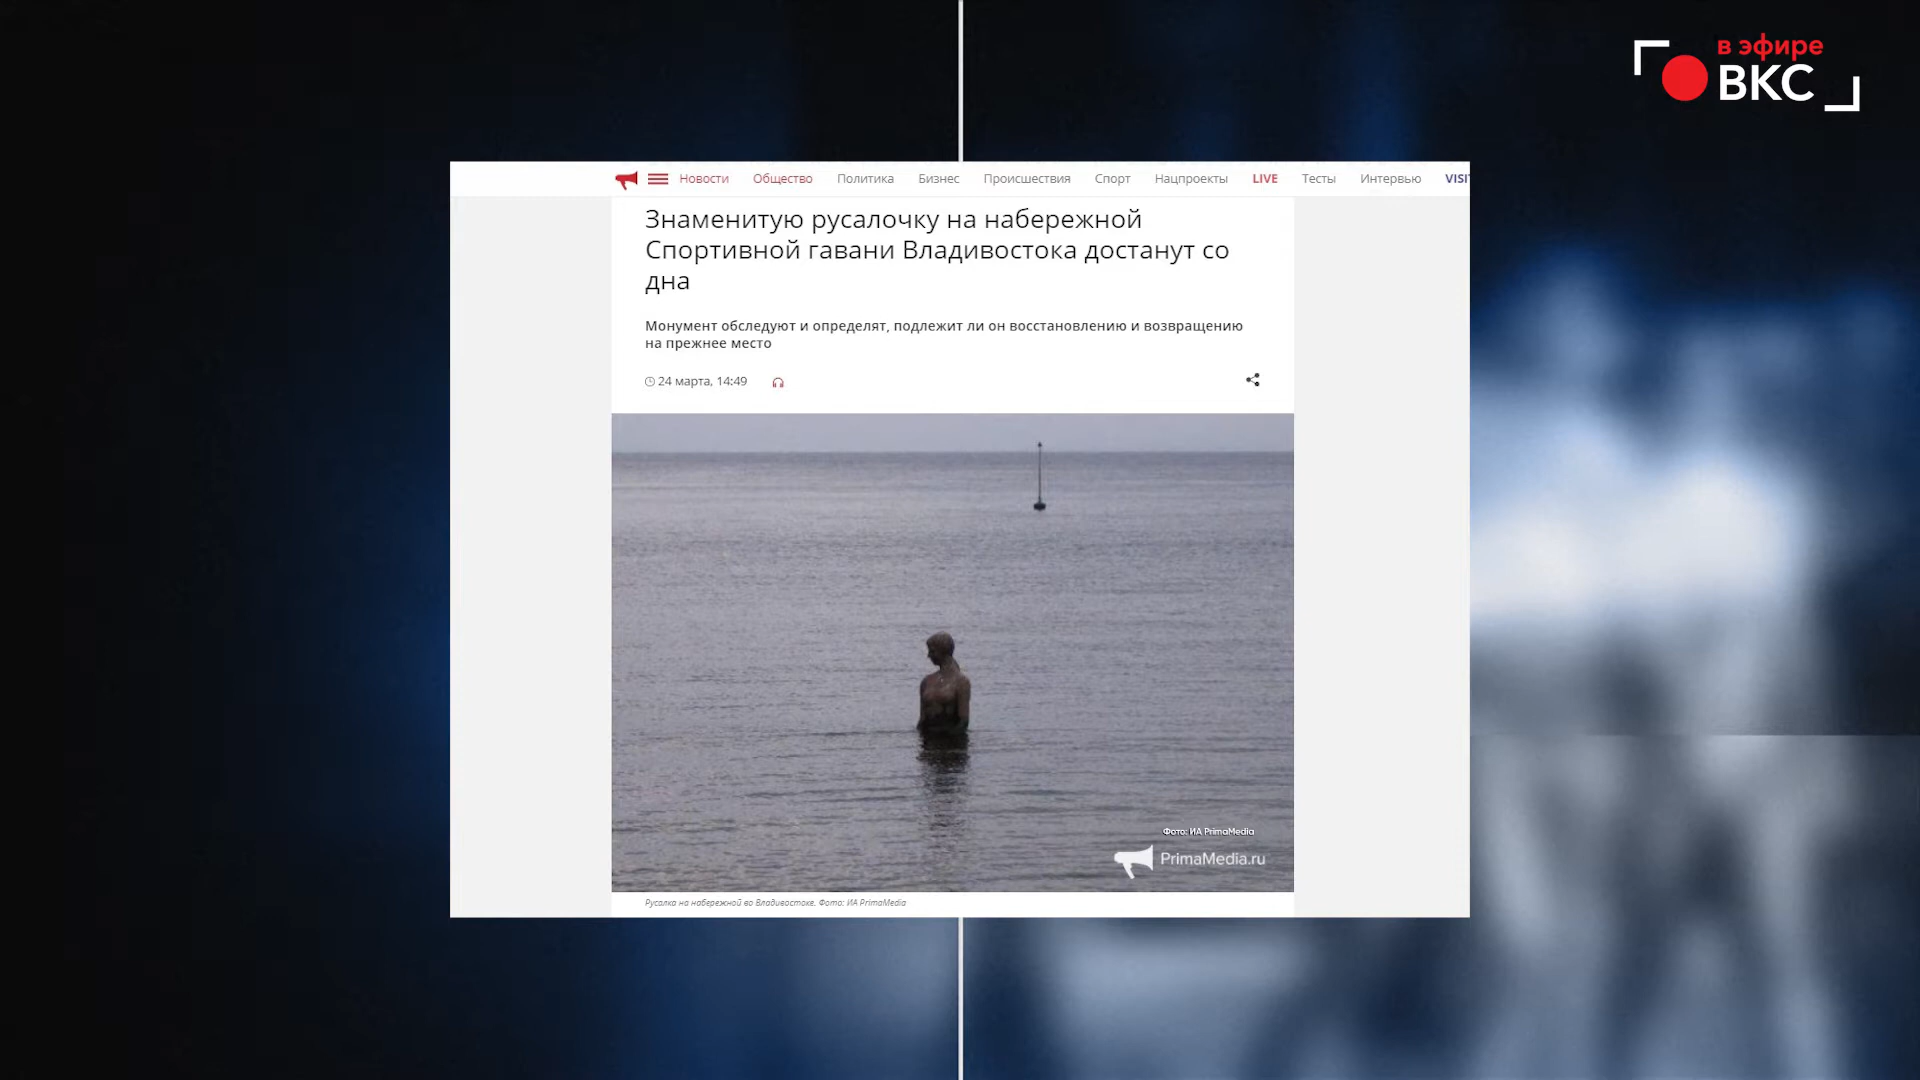 в эфире
ВКС
Новости Общество Политика Бизнес Происшествия Спорт Нацпроекты LIVE Тесты Интервью VISI
Знаменитую русалочку на набережной
Спортивной гавани Владивостока достанут со
дна
Монумент обследуют и определят, подлежит ли он восстановлению и возвращению
на прежнее место
24 марта, 14:49
Фото: ИА PrimaMedia
PrimaMedia.ru
Русалка на набережной во Владивостоке. Фото: ИА PrimaMedia